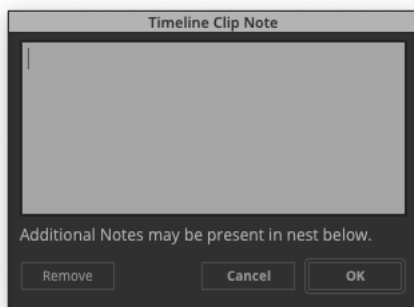 Timeline Clip Note
Additional Notes may be present in nest below.
Remove Cancel OK